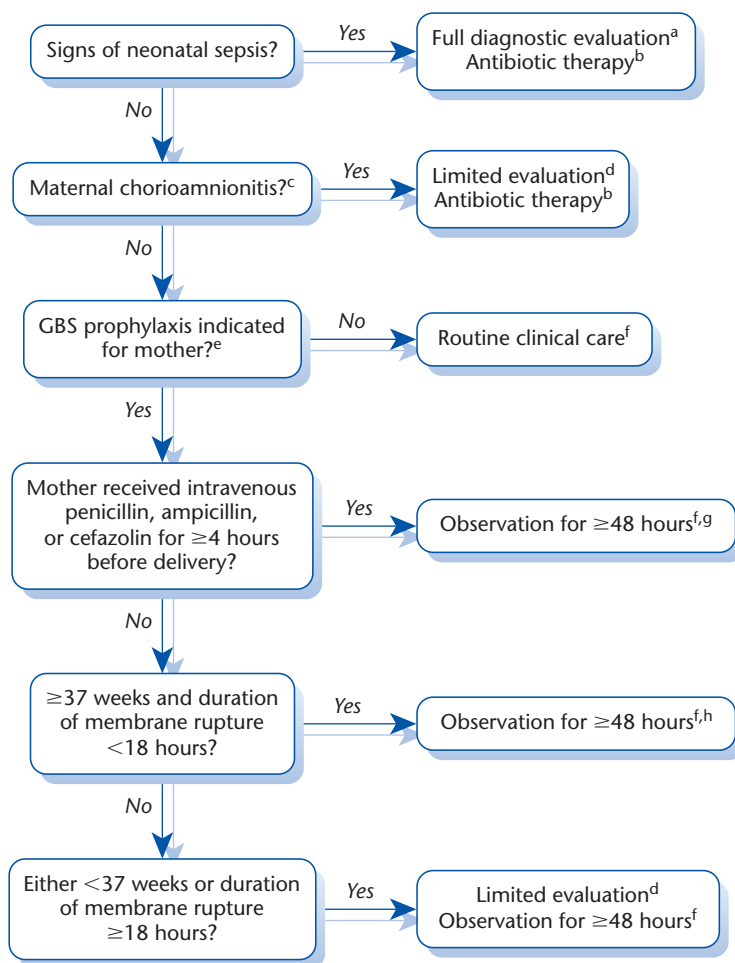 Signs of neonatal sepsis?
Yes
Full diagnostic evaluationᵃ
Antibiotic therapyᵇ
No
Maternal chorioamnionitis?ᶜ
Yes
Limited evaluationᵈ
Antibiotic therapyᵇ
No
GBS prophylaxis indicated
for mother?ᵉ
No
Routine clinical careᶠ
Yes
Mother received intravenous
penicillin, ampicillin,
or cefazolin for ≥4 hours
before delivery?
Yes
Observation for ≥48 hoursᶠ,ᵍ
No
≥37 weeks and duration
of membrane rupture
<18 hours?
Yes
Observation for ≥48 hoursᶠ,ʰ
No
Either <37 weeks or duration
of membrane rupture
≥18 hours?
Yes
Limited evaluationᵈ
Observation for ≥48 hoursᶠ